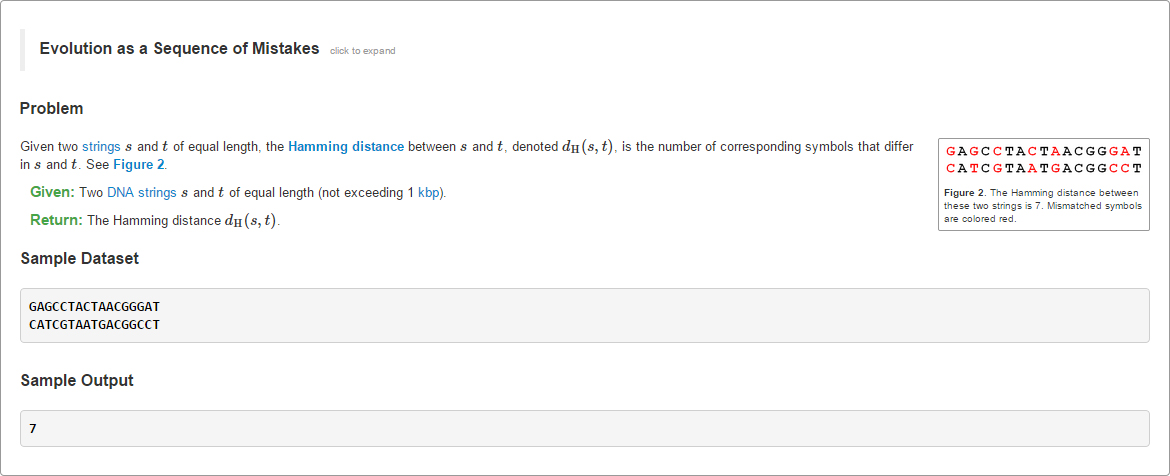 Evolution as a Sequence of Mistakes click to expand
Problem
Given two strings s and t of equal length, the Hamming distance between s and t, denoted dH(s, t), is the number of corresponding symbols that differ
in s and t. See Figure 2.
Given: Two DNA strings s and t of equal length (not exceeding 1 kbp).
Return: The Hamming distance dH(s, t).
GAGCCTACTAACGGGAT
CATCGTAATGACGGCCT
Figure 2. The Hamming distance between
these two strings is 7. Mismatched symbols
are colored red.
Sample Dataset
GAGCCTACTAACGGGAT
CATCGTAATGACGGCCT
Sample Output
7